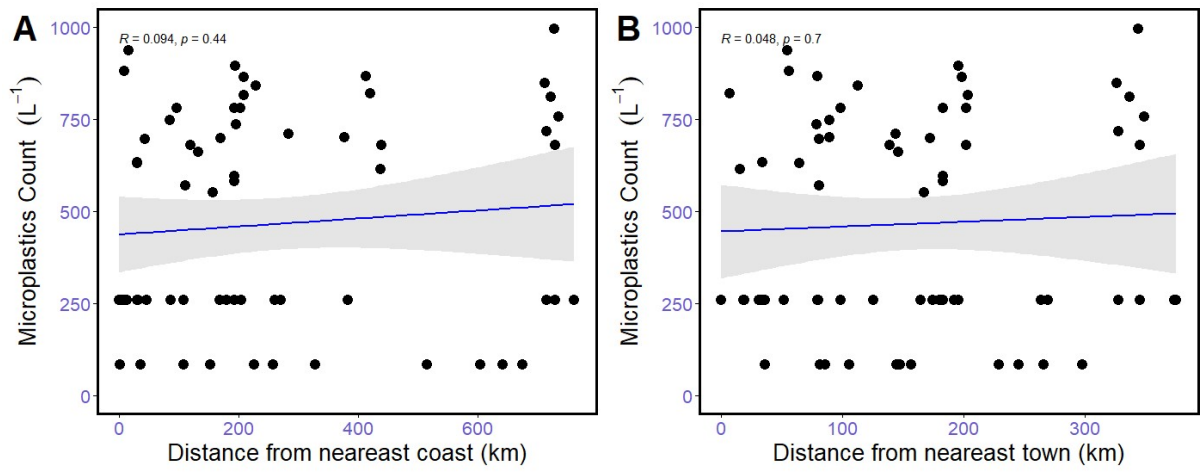 A
R = 0.094, p = 0.44
1000
750
500
250
0
Microplastics Count (L⁻¹)
0 200 400 600
Distance from neareast coast (km)
B
R = 0.048, p = 0.7
1000
750
500
250
0
Microplastics Count (L⁻¹)
0 100 200 300
Distance from neareast town (km)